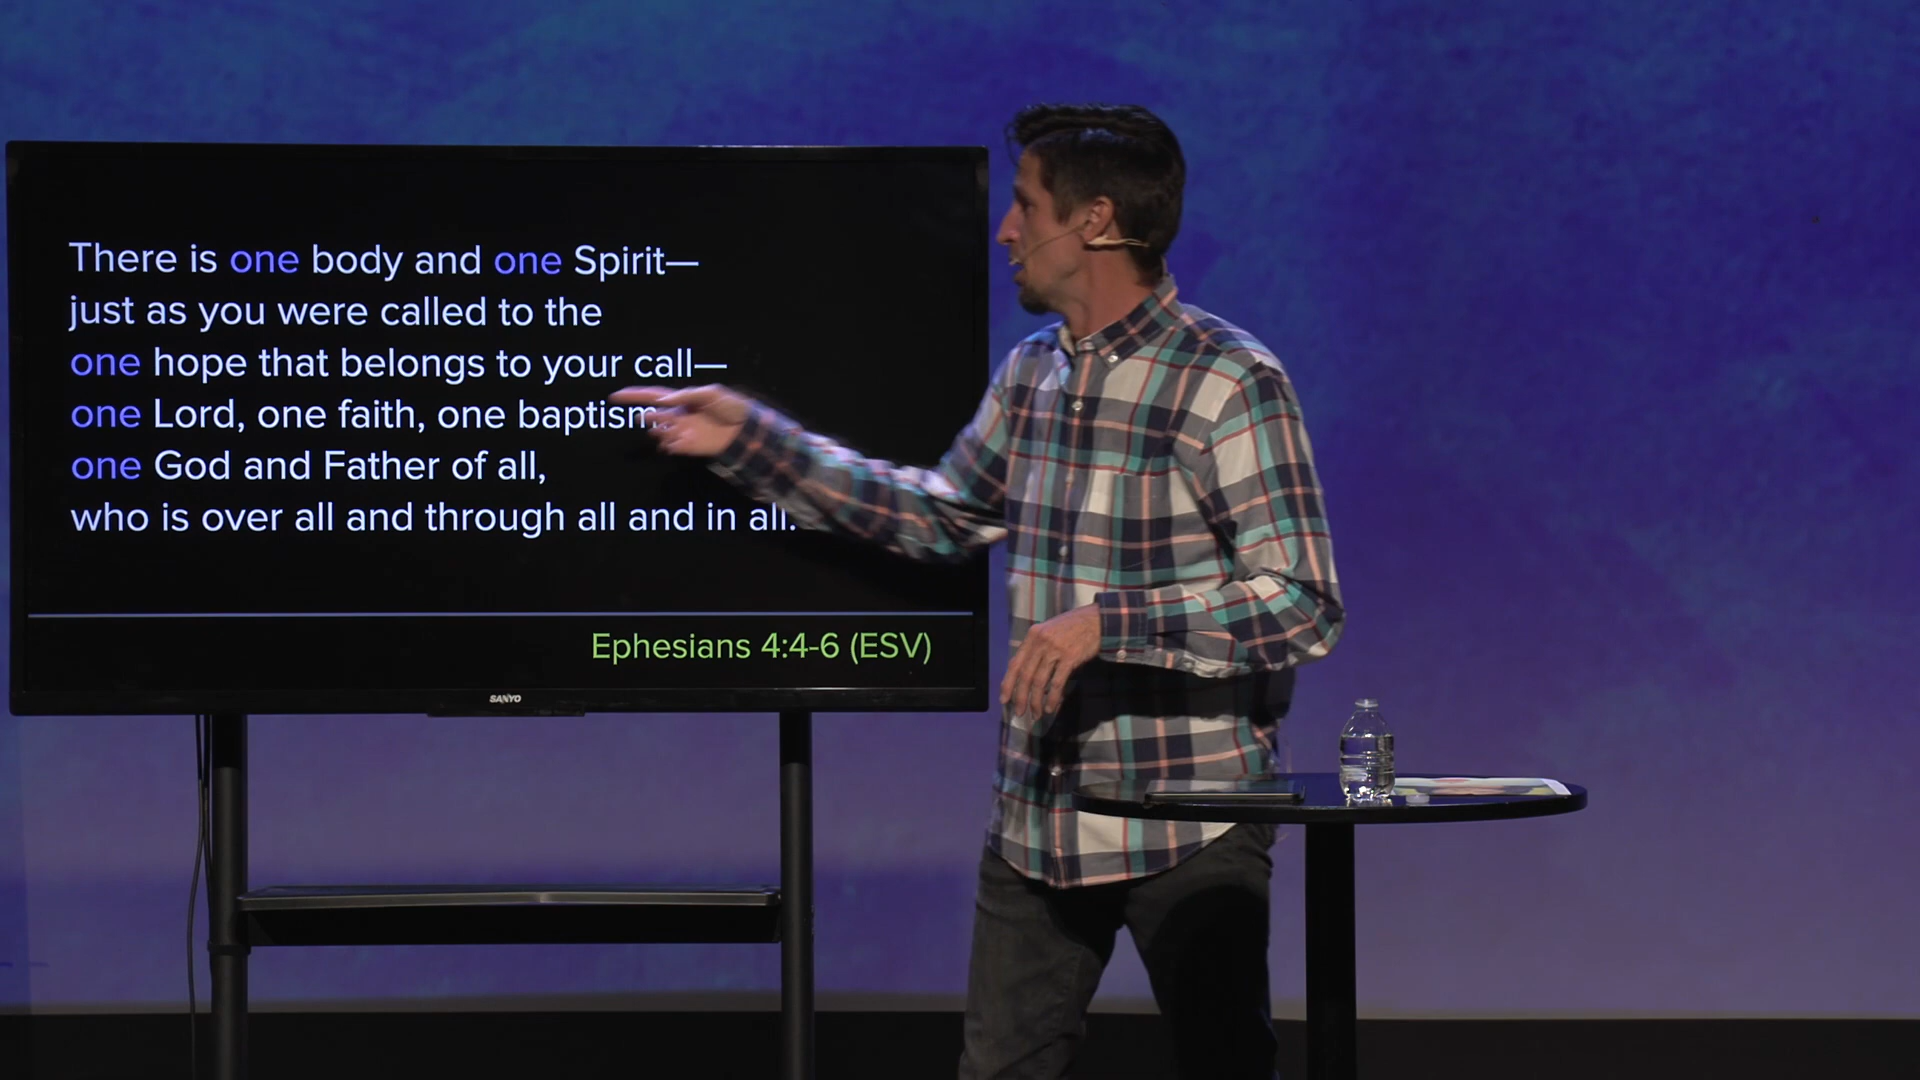 There is one body and one Spirit—
just as you were called to the
one hope that belongs to your call—
one Lord, one faith, one baptism
one God and Father of all,
who is over all and through all and in all.
Ephesians 4:4-6 (ESV)
SANYO